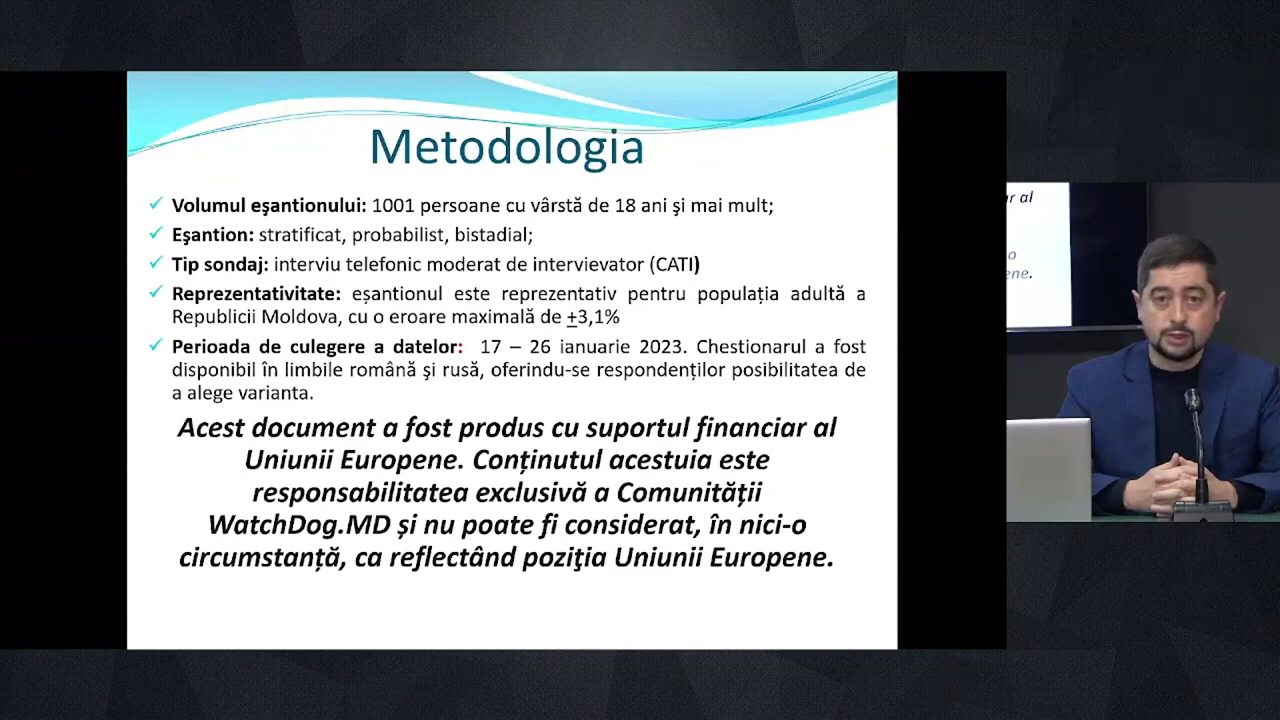 Metodologia
Volumul eşantionului: 1001 persoane cu vârstă de 18 ani şi mai mult;
Eşantion: stratificat, probabilist, bistadial;
Tip sondaj: interviu telefonic moderat de intervievator (CATI)
Reprezentativitate: eșantionul este reprezentativ pentru populația adultă a
Republicii Moldova, cu o eroare maximală de ±3,1%
Perioada de culegere a datelor: 17 – 26 ianuarie 2023. Chestionarul a fost
disponibil în limbile română şi rusă, oferindu-se respondenților posibilitatea de
a alege varianta.
Acest document a fost produs cu suportul financiar al
Uniunii Europene. Conținutul acestuia este
responsabilitatea exclusivă a Comunității
WatchDog.MD și nu poate fi considerat, în nici-o
circumstanță, ca reflectând poziţia Uniunii Europene.
al